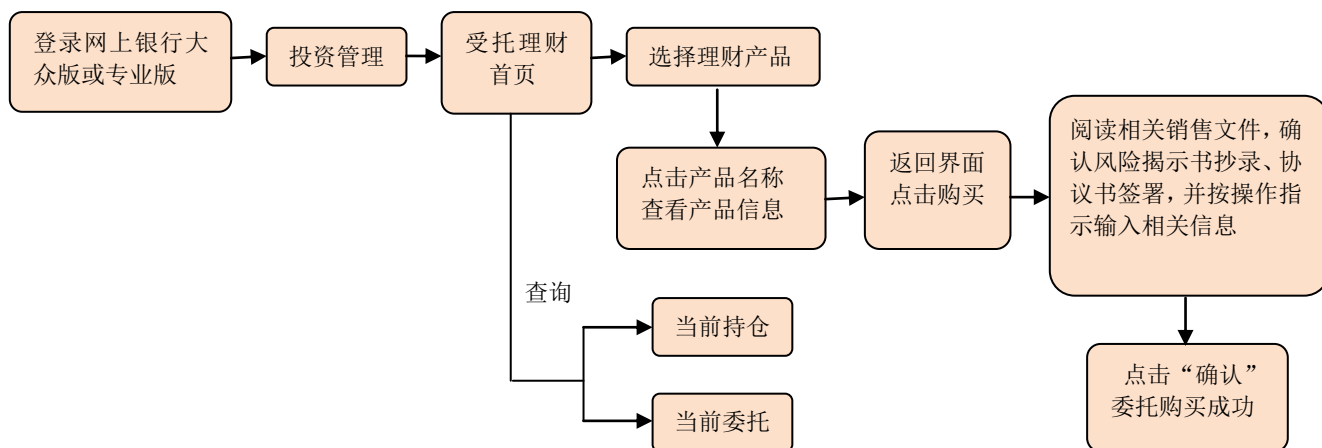 登录网上银行大
众版或专业版
投资管理
受托理财
首页
选择理财产品
点击产品名称
查看产品信息
返回界面
点击购买
阅读相关销售文件，确
认风险揭示书抄录、协
议书签署，并按操作指
示输入相关信息
点击“确认”
委托购买成功
查询
当前持仓
当前委托